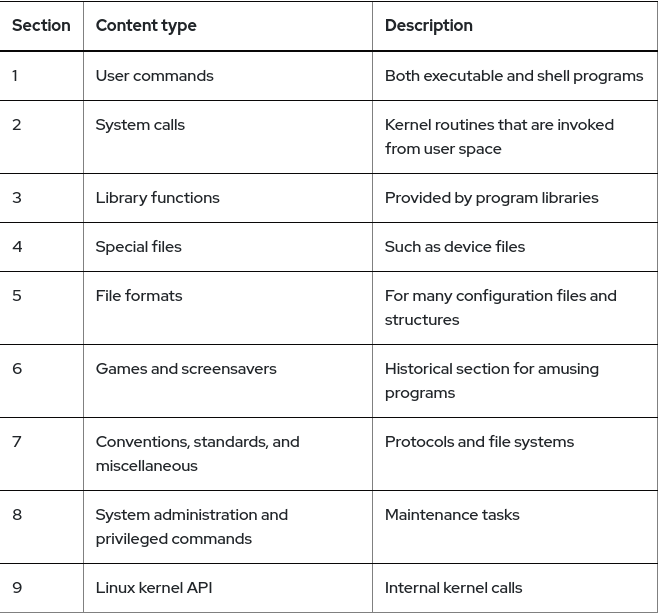 Section Content type Description
1 User commands Both executable and shell programs
2 System calls Kernel routines that are invoked
from user space
3 Library functions Provided by program libraries
4 Special files Such as device files
5 File formats For many configuration files and
structures
6 Games and screensavers Historical section for amusing
programs
7 Conventions, standards, and Protocols and file systems
miscellaneous
8 System administration and Maintenance tasks
privileged commands
9 Linux kernel API Internal kernel calls